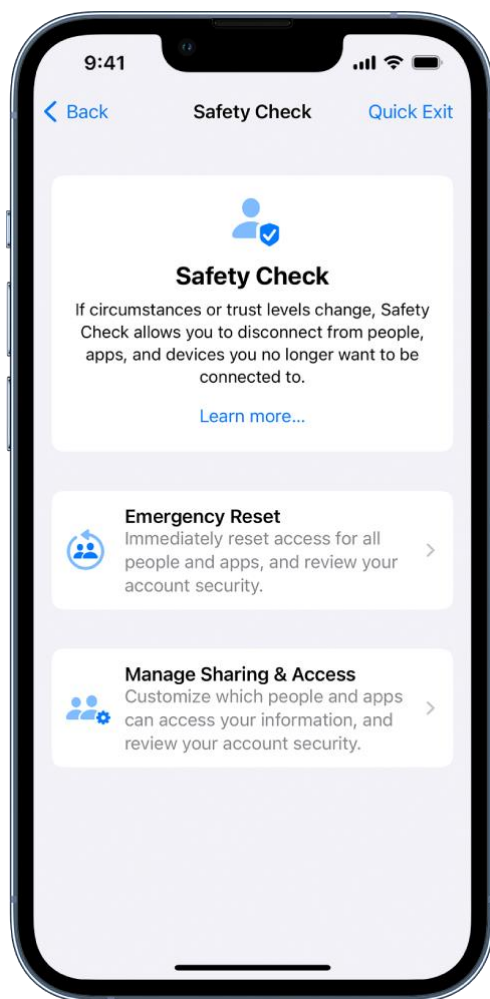 9:41
Back Safety Check Quick Exit
Safety Check
If circumstances or trust levels change, Safety
Check allows you to disconnect from people,
apps, and devices you no longer want to be
connected to.
Learn more...
Emergency Reset
Immediately reset access for all
people and apps, and review your
account security.
Manage Sharing & Access
Customize which people and apps
can access your information, and
review your account security.